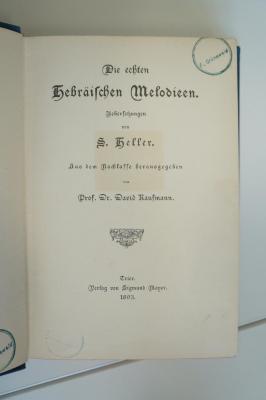 Die echten
Hebräischen Melodieen.
Uebersetzungen
von
S. Heller.
Aus dem Nachlasse herausgegeben
von
Prof. Dr. David Kaufmann.
Trier.
Verlag von Sigmund Mayer.
1893.